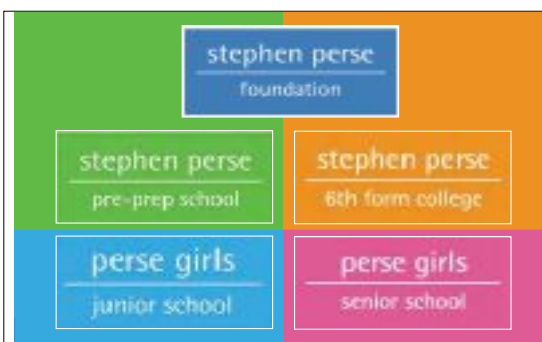 stephen perse
foundation
stephen perse
pre-prep school
stephen perse
6th form college
perse girls
junior school
perse girls
senior school